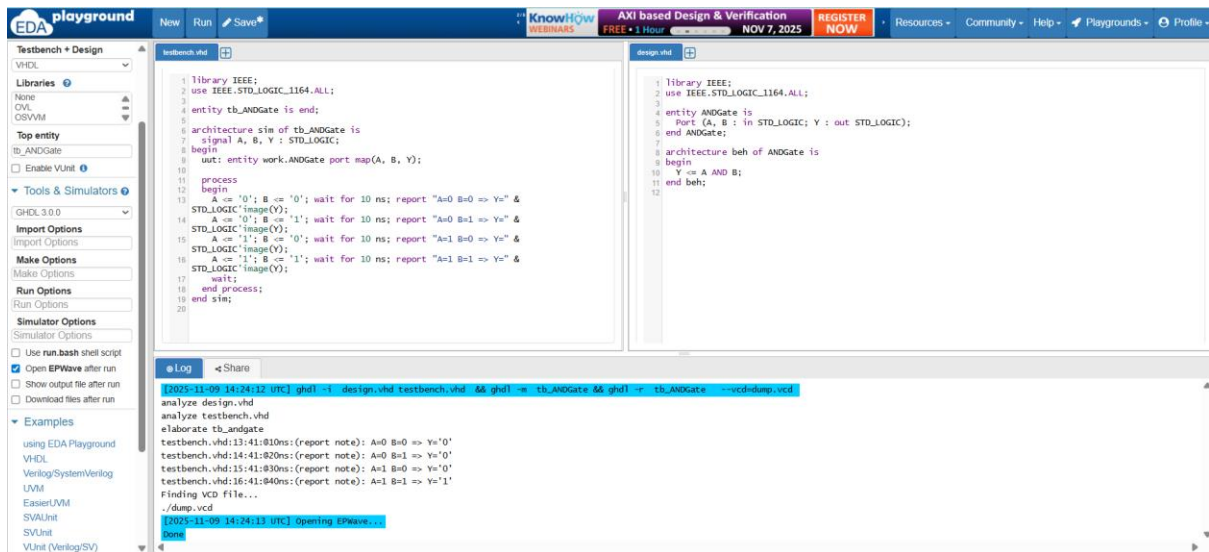 EDA playground
New Run Save*
KnowHow WEBINARS
AXI based Design & Verification
FREE • 1 Hour NOV 7, 2025
REGISTER NOW
Resources Community Help Playgrounds Profile
Testbench + Design
VHDL
Libraries
None
OVL
OSVVM
Top entity
tb_ANDGate
Enable VUnit
Tools & Simulators
GHDL 3.0.0
Import Options
Import Options
Make Options
Make Options
Run Options
Run Options
Simulator Options
Simulator Options
Use run.bash shell script
Open EPWave after run
Show output file after run
Download files after run
Examples
using EDA Playground
VHDL
Verilog/SystemVerilog
UVM
EasierUVM
SVAUnit
SVUnit
VUnit (Verilog/SV)
testbench.vhd
1 library IEEE;
2 use IEEE.STD_LOGIC_1164.ALL;
3
4 entity tb_ANDGate is end;
5
6 architecture sim of tb_ANDGate is
7 signal A, B, Y : STD_LOGIC;
8 begin
9 uut: entity work.ANDGate port map(A, B, Y);
10
11 process
12 begin
13 A <= '0'; B <= '0'; wait for 10 ns; report "A=0 B=0 => Y=" &
STD_LOGIC'image(Y);
14 A <= '0'; B <= '1'; wait for 10 ns; report "A=0 B=1 => Y=" &
STD_LOGIC'image(Y);
15 A <= '1'; B <= '0'; wait for 10 ns; report "A=1 B=0 => Y=" &
STD_LOGIC'image(Y);
16 A <= '1'; B <= '1'; wait for 10 ns; report "A=1 B=1 => Y=" &
STD_LOGIC'image(Y);
17 wait;
18 end process;
19 end sim;
20
design.vhd
1 library IEEE;
2 use IEEE.STD_LOGIC_1164.ALL;
3
4 entity ANDGate is
5 Port (A, B : in STD_LOGIC; Y : out STD_LOGIC);
6 end ANDGate;
7
8 architecture beh of ANDGate is
9 begin
10 Y <= A AND B;
11 end beh;
12
Log Share
[2025-11-09 14:24:12 UTC] ghdl -i design.vhd testbench.vhd && ghdl -m tb_ANDGate && ghdl -r tb_ANDGate --vcd=dump.vcd
analyze design.vhd
analyze testbench.vhd
elaborate tb_andgate
testbench.vhd:13:41:@10ns:(report note): A=0 B=0 => Y='0'
testbench.vhd:14:41:@20ns:(report note): A=0 B=1 => Y='0'
testbench.vhd:15:41:@30ns:(report note): A=1 B=0 => Y='0'
testbench.vhd:16:41:@40ns:(report note): A=1 B=1 => Y='1'
Finding VCD file...
./dump.vcd
[2025-11-09 14:24:13 UTC] Opening EPWave...
Done